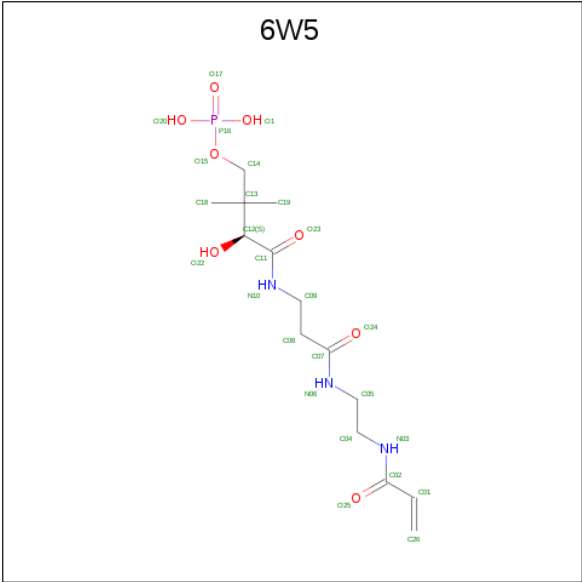 6W5
O17
O
O20 HO P OH O1
P16
O15 O C14
C13
C18 C19
C12(S) O23
HO O
O22 C11
HN C09
N10
C08 O24
O
C07
HN C05
N06
C04 NH N03
C02
O25 O C01
C26